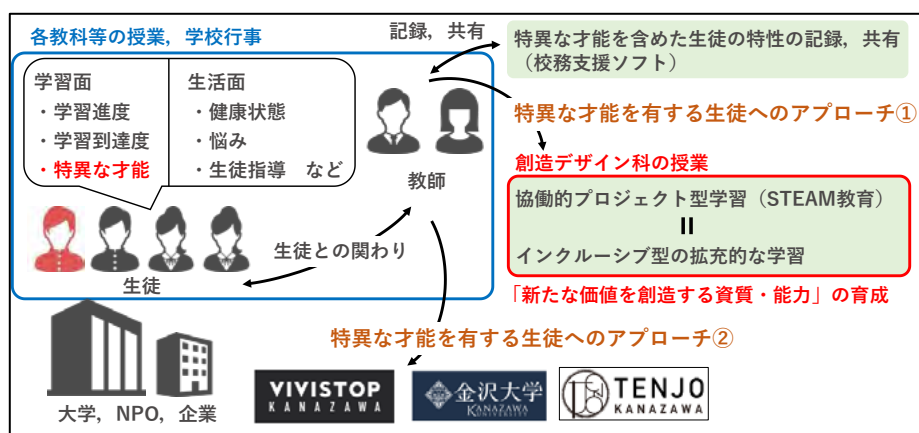 各教科等の授業，学校行事
記録，共有
特異な才能を含めた生徒の特性の記録，共有
（校務支援ソフト）
学習面
・学習進度
・学習到達度
・特異な才能
生活面
・健康状態
・悩み
・生徒指導　など
教師
生徒との関わり
生徒
特異な才能を有する生徒へのアプローチ①
創造デザイン科の授業
協働的プロジェクト型学習（STEAM教育）
＝
インクルーシブ型の拡充的な学習
「新たな価値を創造する資質・能力」の育成
特異な才能を有する生徒へのアプローチ②
大学，NPO，企業
VIVISTOP
KANAZAWA
金沢大学
KANAZAWA
UNIVERSITY
TENJO
KANAZAWA